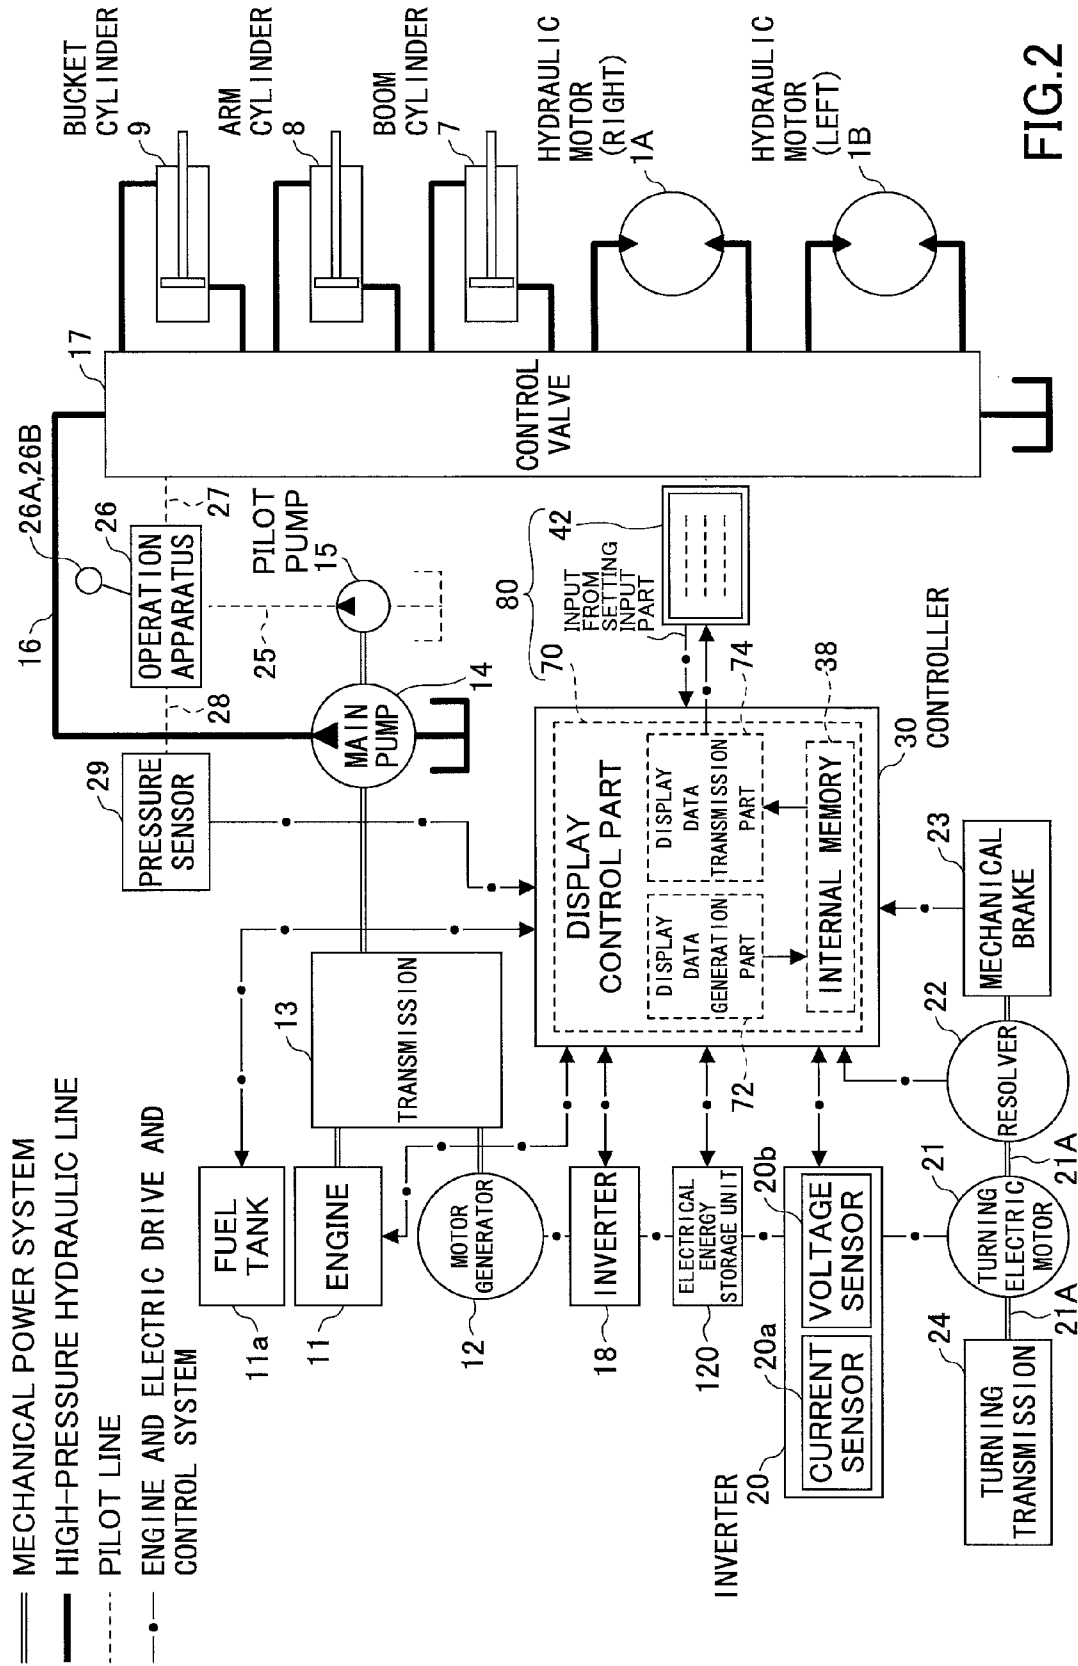 MECHANICAL POWER SYSTEM
HIGH-PRESSURE HYDRAULIC LINE
PILOT LINE
ENGINE AND ELECTRIC DRIVE AND
CONTROL SYSTEM
FUEL
TANK
11a
ENGINE
11
MOTOR
GENERATOR
12
13
TRANSMISSION
29
PRESSURE
SENSOR
28
16
26A,26B
26
OPERATION
APPARATUS
27
25
PILOT
PUMP
15
MAIN
PUMP
14
17
CONTROL
VALVE
BUCKET
CYLINDER
9
ARM
CYLINDER
8
BOOM
CYLINDER
7
HYDRAULIC
MOTOR
(RIGHT)
1A
HYDRAULIC
MOTOR
(LEFT)
1B
80
70
42
INPUT
FROM
SETTING
INPUT
PART
DISPLAY
CONTROL PART
DISPLAY
DATA
GENERATION
PART
72
DISPLAY
DATA
TRANSMISSION
PART
74
INTERNAL MEMORY
38
30
CONTROLLER
INVERTER
18
ELECTRICAL
ENERGY
STORAGE UNIT
120
INVERTER
20
20a
CURRENT
SENSOR
20b
VOLTAGE
SENSOR
24
TURNING
TRANSMISSION
21A
21
TURNING
ELECTRIC
MOTOR
21A
22
RESOLVER
23
MECHANICAL
BRAKE
FIG.2